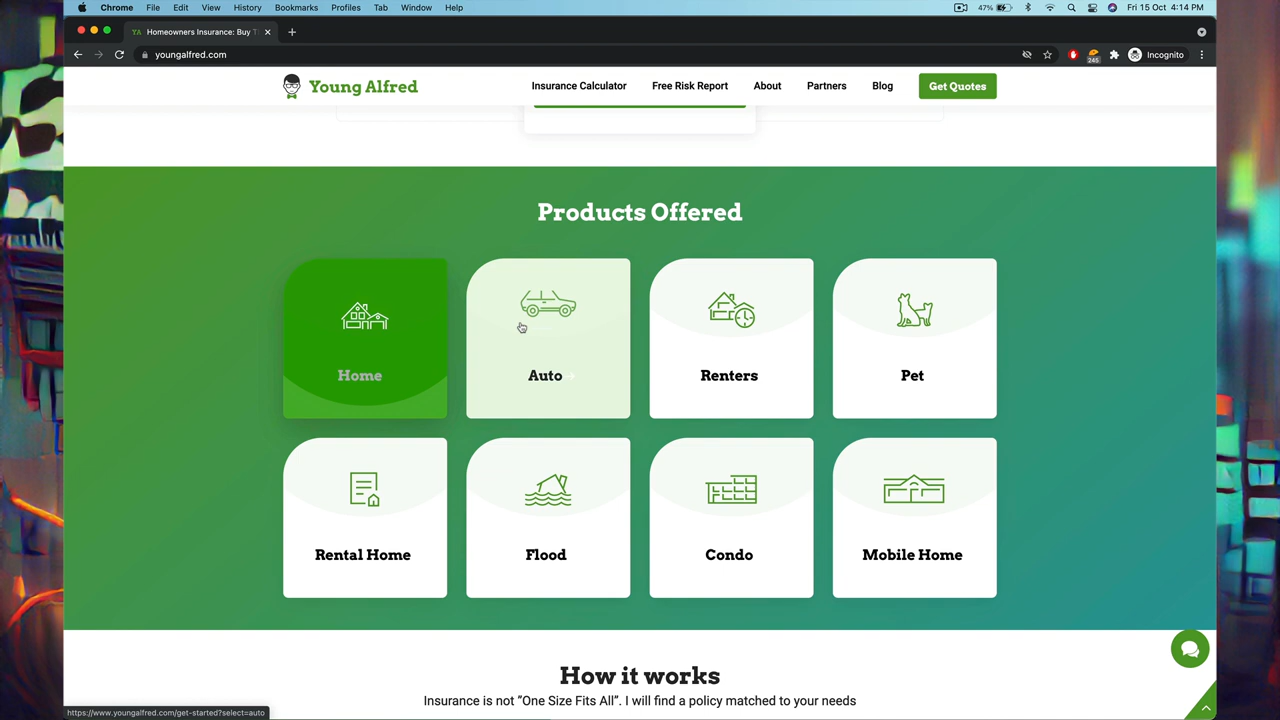 Chrome File Edit View History Bookmarks Profiles Tab Window Help 47% Fri 15 Oct 4:14 PM
YA Homeowners Insurance: Buy
youngalfred.com 245 Incognito
Young Alfred Insurance Calculator Free Risk Report About Partners Blog Get Quotes
Products Offered
Home Auto Renters Pet
Rental Home Flood Condo Mobile Home
How it works
Insurance is not "One Size Fits All". I will find a policy matched to your needs
https://www.youngalfred.com/get-started?select=auto